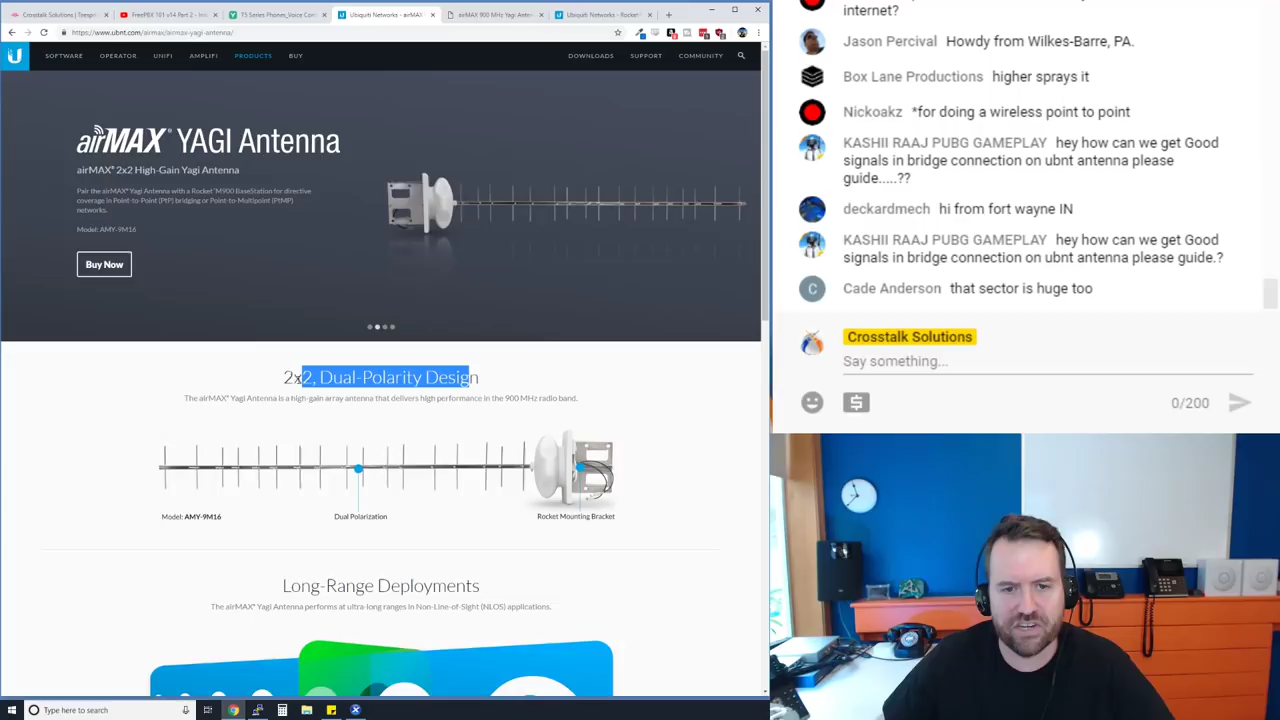 Crosstalk Solutions | Teespri
FreePBX 101 v14 Part 2 - Ini
T5 Series Phones_Voice Com
Ubiquiti Networks - airMAX
airMAX 900 MHz Yagi Anten
Ubiquiti Networks - Rocket
https://www.ubnt.com/airmax/airmax-yagi-antenna/
SOFTWARE OPERATOR UNIFI AMPLIFI PRODUCTS BUY DOWNLOADS SUPPORT COMMUNITY
airMAX® YAGI Antenna
airMAX® 2x2 High-Gain Yagi Antenna
Pair the airMAX® Yagi Antenna with a Rocket™M900 BaseStation for directive
coverage in Point-to-Point (PtP) bridging or Point-to-Multipoint (PtMP)
networks.
Model: AMY-9M16
Buy Now
2x2, Dual-Polarity Design
The airMAX® Yagi Antenna is a high-gain array antenna that delivers high performance in the 900 MHz radio band.
Model: AMY-9M16
Dual Polarization
Rocket Mounting Bracket
Long-Range Deployments
The airMAX® Yagi Antenna performs at ultra-long ranges in Non-Line-of-Sight (NLOS) applications.
Type here to search
internet?
Jason Percival Howdy from Wilkes-Barre, PA.
Box Lane Productions higher sprays it
Nickoakz *for doing a wireless point to point
KASHII RAAJ PUBG GAMEPLAY hey how can we get Good
signals in bridge connection on ubnt antenna please
guide.....??
deckardmech hi from fort wayne IN
KASHII RAAJ PUBG GAMEPLAY hey how can we get Good
signals in bridge connection on ubnt antenna please guide.?
C Cade Anderson that sector is huge too
Crosstalk Solutions
Say something...
0/200